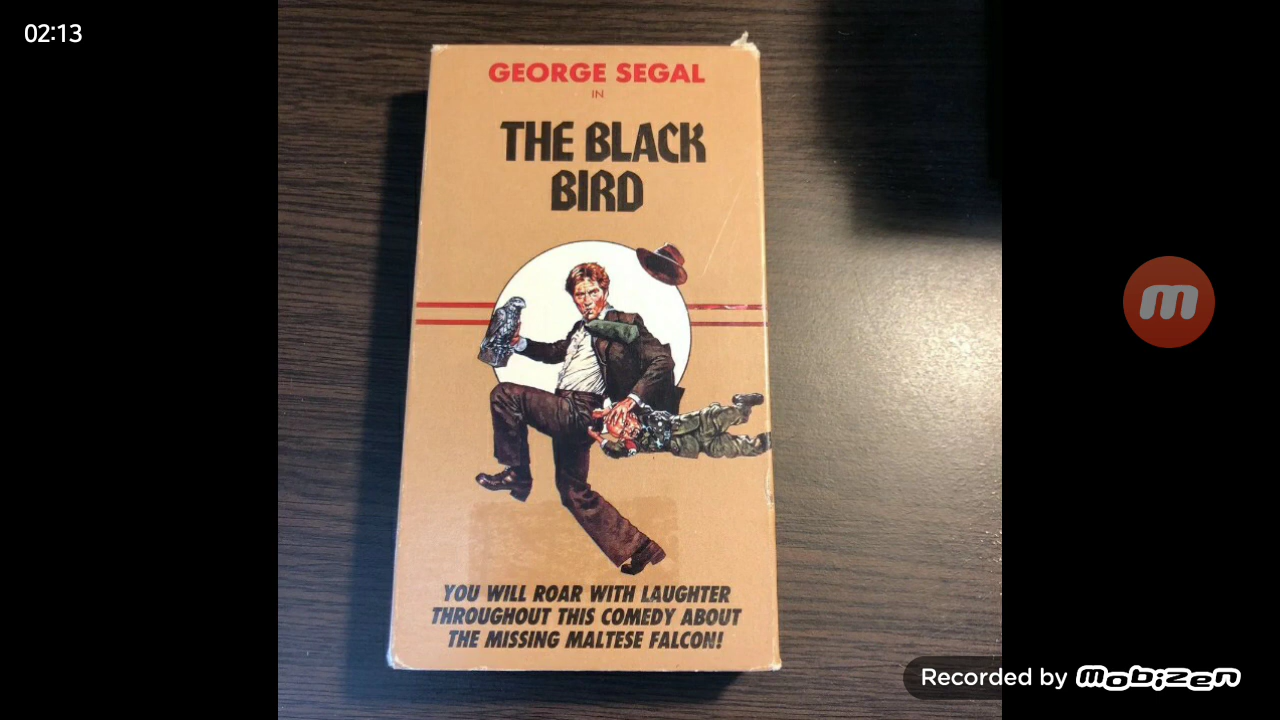 02:13
GEORGE SEGAL
IN
THE BLACK
BIRD
YOU WILL ROAR WITH LAUGHTER
THROUGHOUT THIS COMEDY ABOUT
THE MISSING MALTESE FALCON!
m
Recorded by mobizen